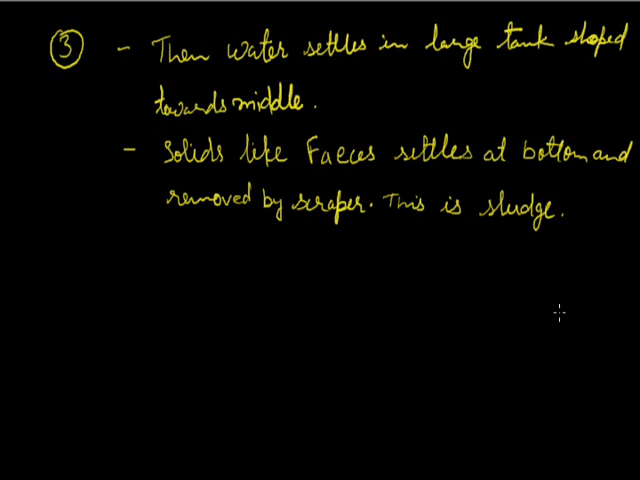 ③ - Then water settles in large tank sloped
towards middle.
- Solids like Faeces settles at bottom and
removed by scraper. This is sludge.